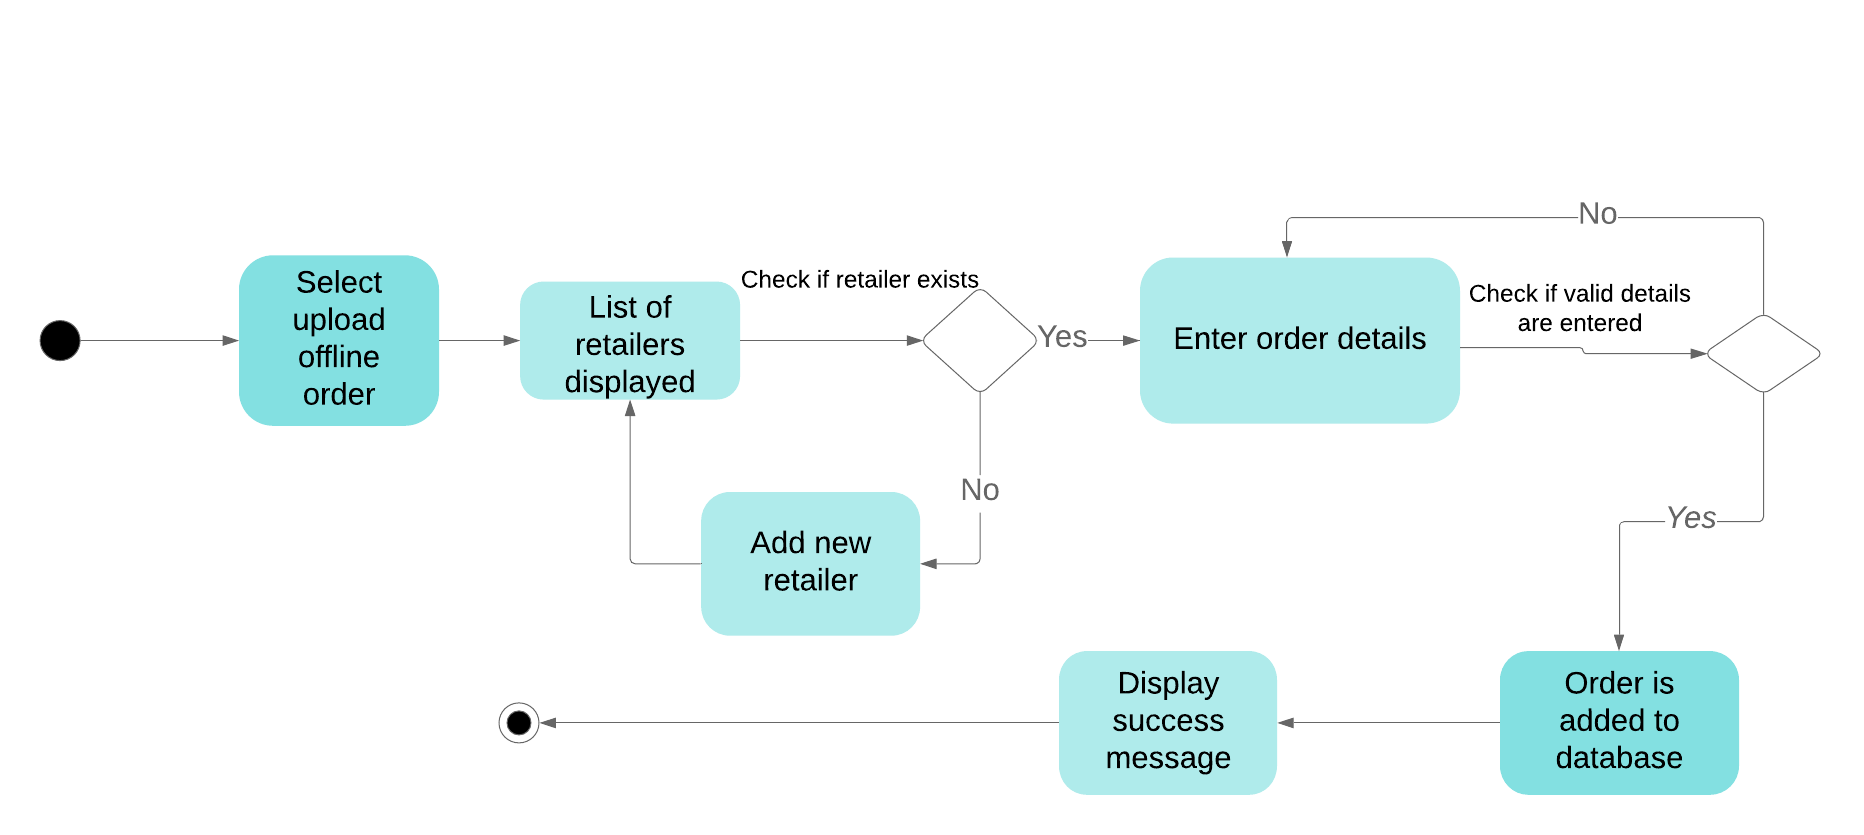 Select
upload
offline
order
List of
retailers
displayed
Check if retailer exists
Yes
No
Add new
retailer
Enter order details
Check if valid details
are entered
No
Yes
Order is
added to
database
Display
success
message